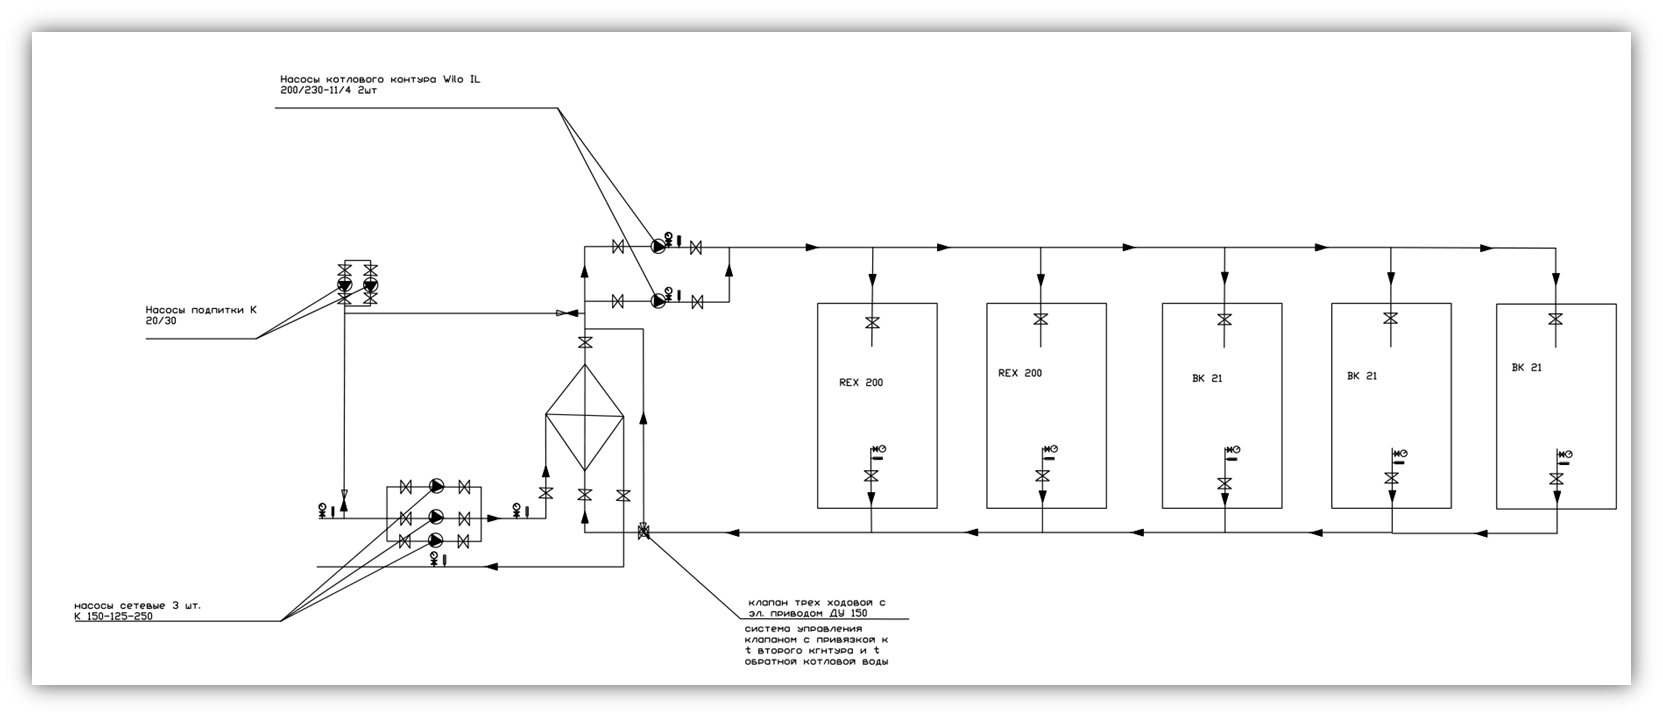 Насосы котлового контура Wilo IL
200/230-11/4 2шт
Насосы подпитки К
20/30
REX 200
REX 200
ВК 21
ВК 21
ВК 21
насосы сетевые 3 шт.
К 150-125-250
клапан трех ходовой с
эл. приводом ДУ 150
система управления
клапаном с привязкой к
t второго кгнтура и t
обратной котловой воды